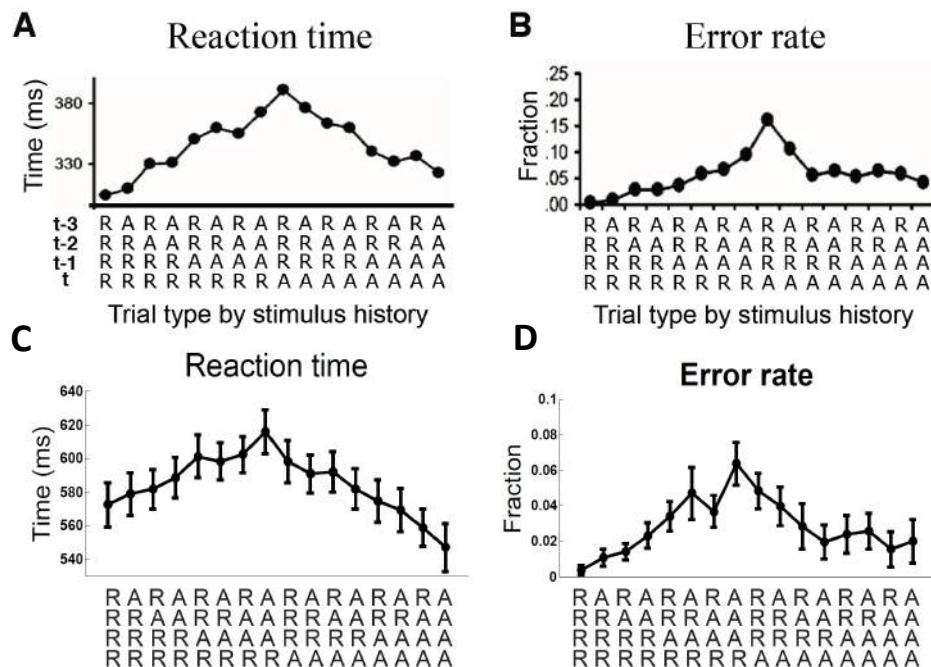 A
Reaction time
Time (ms)
380
330
t-3 R A R A R A R A R A R A R A R A
t-2 R R A A R R A A R R A A R R A A
t-1 R R R R A A A A R R R R A A A A
t R R R R R R R R A A A A A A A A
Trial type by stimulus history
B
Error rate
Fraction
.25
.20
.15
.10
.05
.00
R A R A R A R A R A R A R A R A
R R A A R R A A R R A A R R A A
R R R R A A A A R R R R A A A A
R R R R R R R R A A A A A A A A
Trial type by stimulus history
C
Reaction time
Time (ms)
640
620
600
580
560
540
R A R A R A R A R A R A R A R A
R R A A R R A A R R A A R R A A
R R R R A A A A R R R R A A A A
R R R R R R R R A A A A A A A A
D
Error rate
Fraction
0.1
0.08
0.06
0.04
0.02
0
R A R A R A R A R A R A R A R A
R R A A R R A A R R A A R R A A
R R R R A A A A R R R R A A A A
R R R R R R R R A A A A A A A A